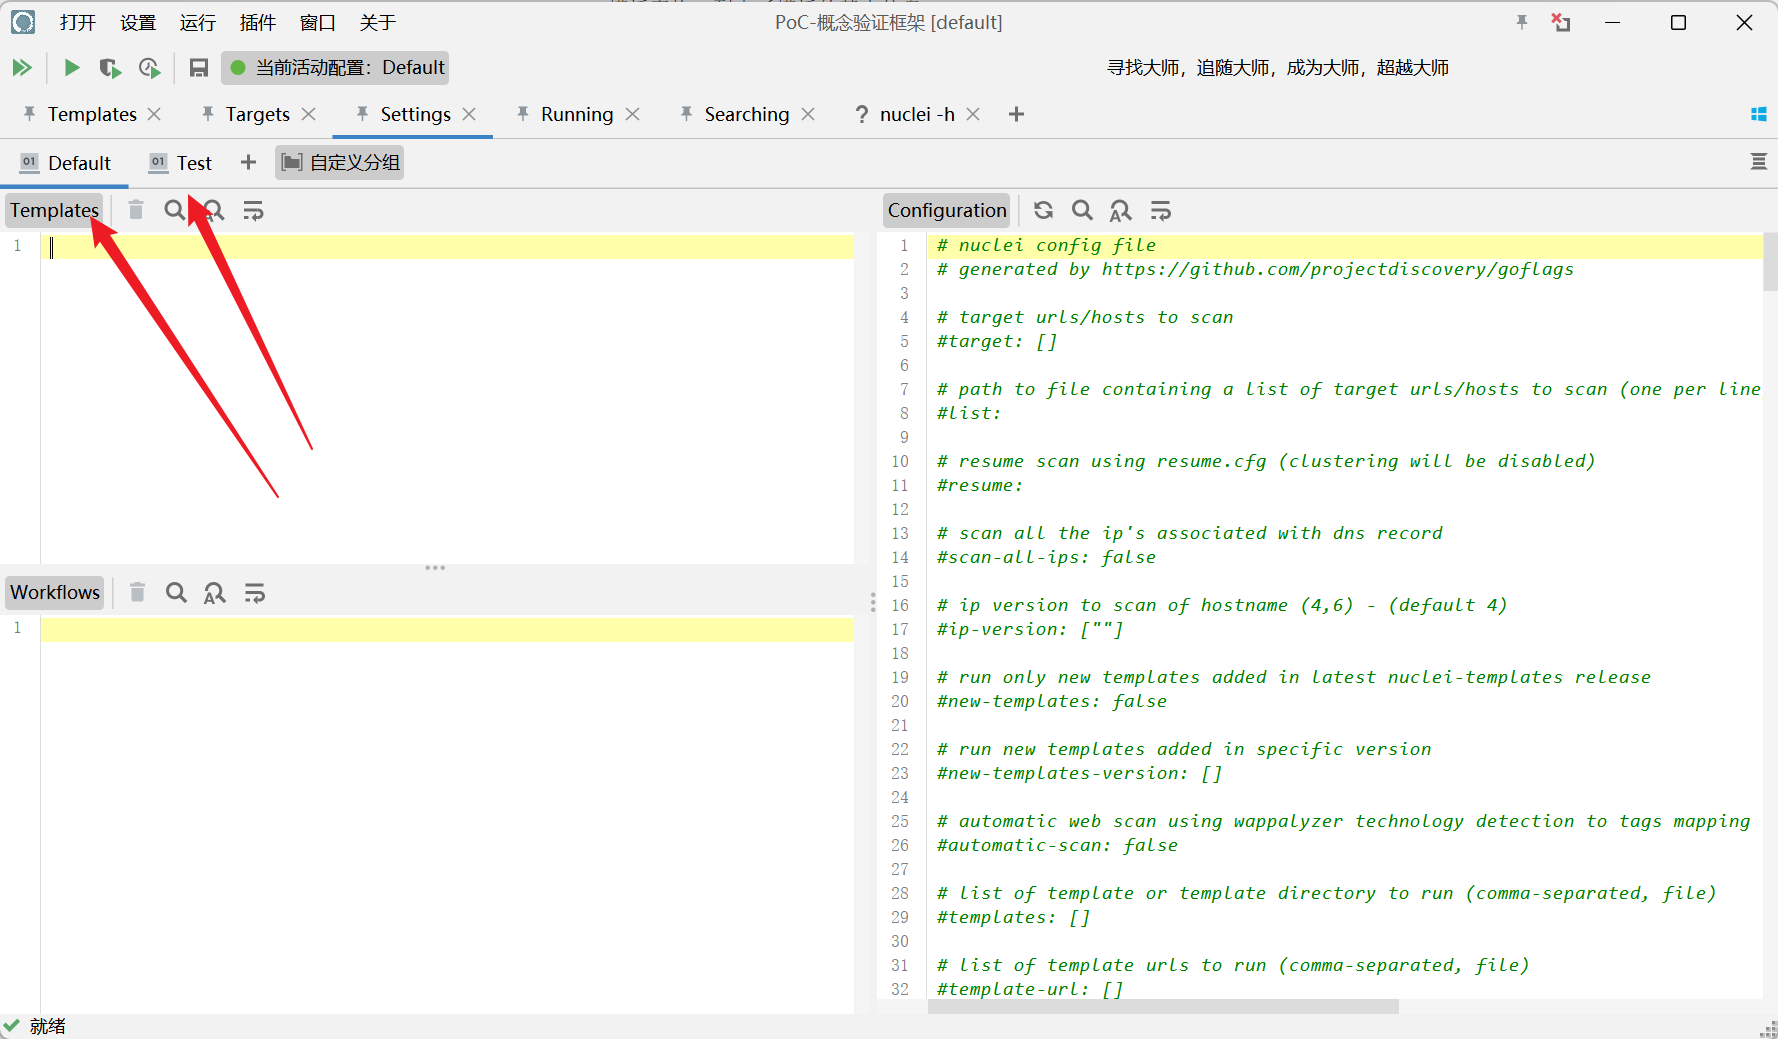 打开 设置 运行 插件 窗口 关于 PoC-概念验证框架 [default]
当前活动配置: Default 寻找大师，追随大师，成为大师，超越大师
Templates Targets Settings Running Searching ? nuclei -h
01 Default 01 Test 自定义分组
Templates
1
Workflows
1
Configuration
1 # nuclei config file
2 # generated by https://github.com/projectdiscovery/goflags
3
4 # target urls/hosts to scan
5 #target: []
6
7 # path to file containing a list of target urls/hosts to scan (one per line
8 #list:
9
10 # resume scan using resume.cfg (clustering will be disabled)
11 #resume:
12
13 # scan all the ip's associated with dns record
14 #scan-all-ips: false
15
16 # ip version to scan of hostname (4,6) - (default 4)
17 #ip-version: [""]
18
19 # run only new templates added in latest nuclei-templates release
20 #new-templates: false
21
22 # run new templates added in specific version
23 #new-templates-version: []
24
25 # automatic web scan using wappalyzer technology detection to tags mapping
26 #automatic-scan: false
27
28 # list of template or template directory to run (comma-separated, file)
29 #templates: []
30
31 # list of template urls to run (comma-separated, file)
32 #template-url: []
就绪